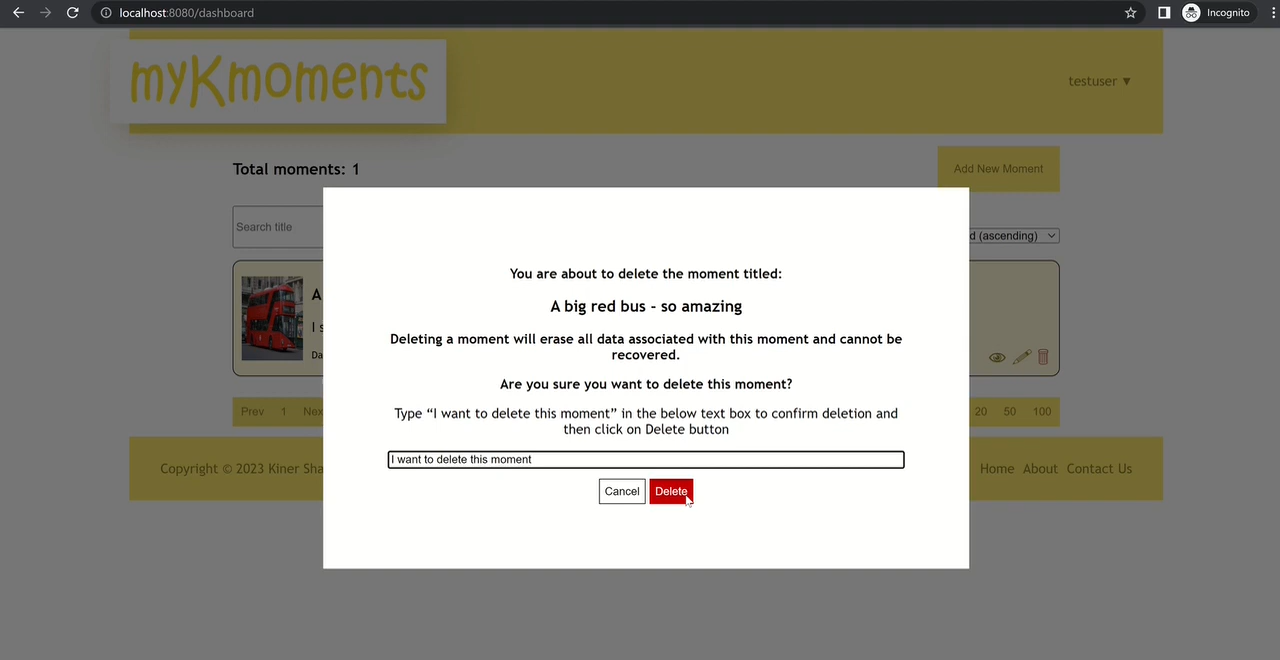 localhost:8080/dashboard
Incognito
myKmoments
testuser ▼
Total moments: 1
Add New Moment
Search title
d (ascending)
You are about to delete the moment titled:
A big red bus - so amazing
Deleting a moment will erase all data associated with this moment and cannot be
recovered.
Are you sure you want to delete this moment?
Type “I want to delete this moment” in the below text box to confirm deletion and
then click on Delete button
I want to delete this moment
Cancel Delete
A
I s
Da
Prev 1 Nex
20 50 100
Copyright © 2023 Kiner Sha
Home About Contact Us